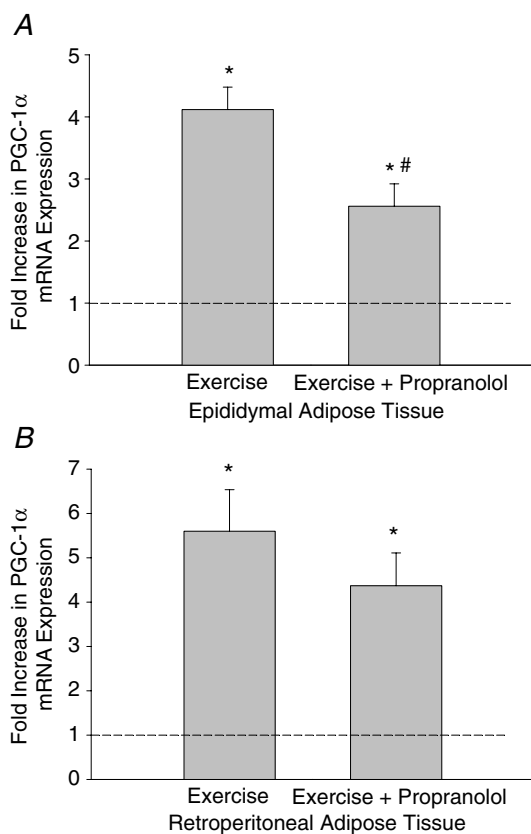 A
Fold Increase in PGC-1α
mRNA Expression
5
4
3
2
1
0
*
* #
Exercise
Exercise + Propranolol
Epididymal Adipose Tissue
B
Fold Increase in PGC-1α
mRNA Expression
7
6
5
4
3
2
1
0
*
*
Exercise
Exercise + Propranolol
Retroperitoneal Adipose Tissue